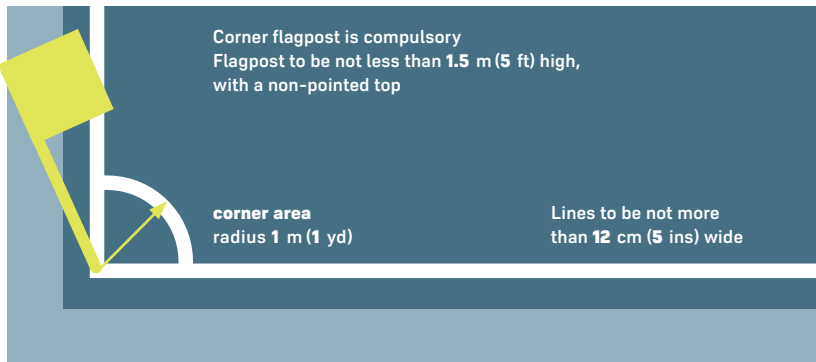 Corner flagpost is compulsory
Flagpost to be not less than 1.5 m (5 ft) high,
with a non-pointed top
corner area
radius 1 m (1 yd)
Lines to be not more
than 12 cm (5 ins) wide